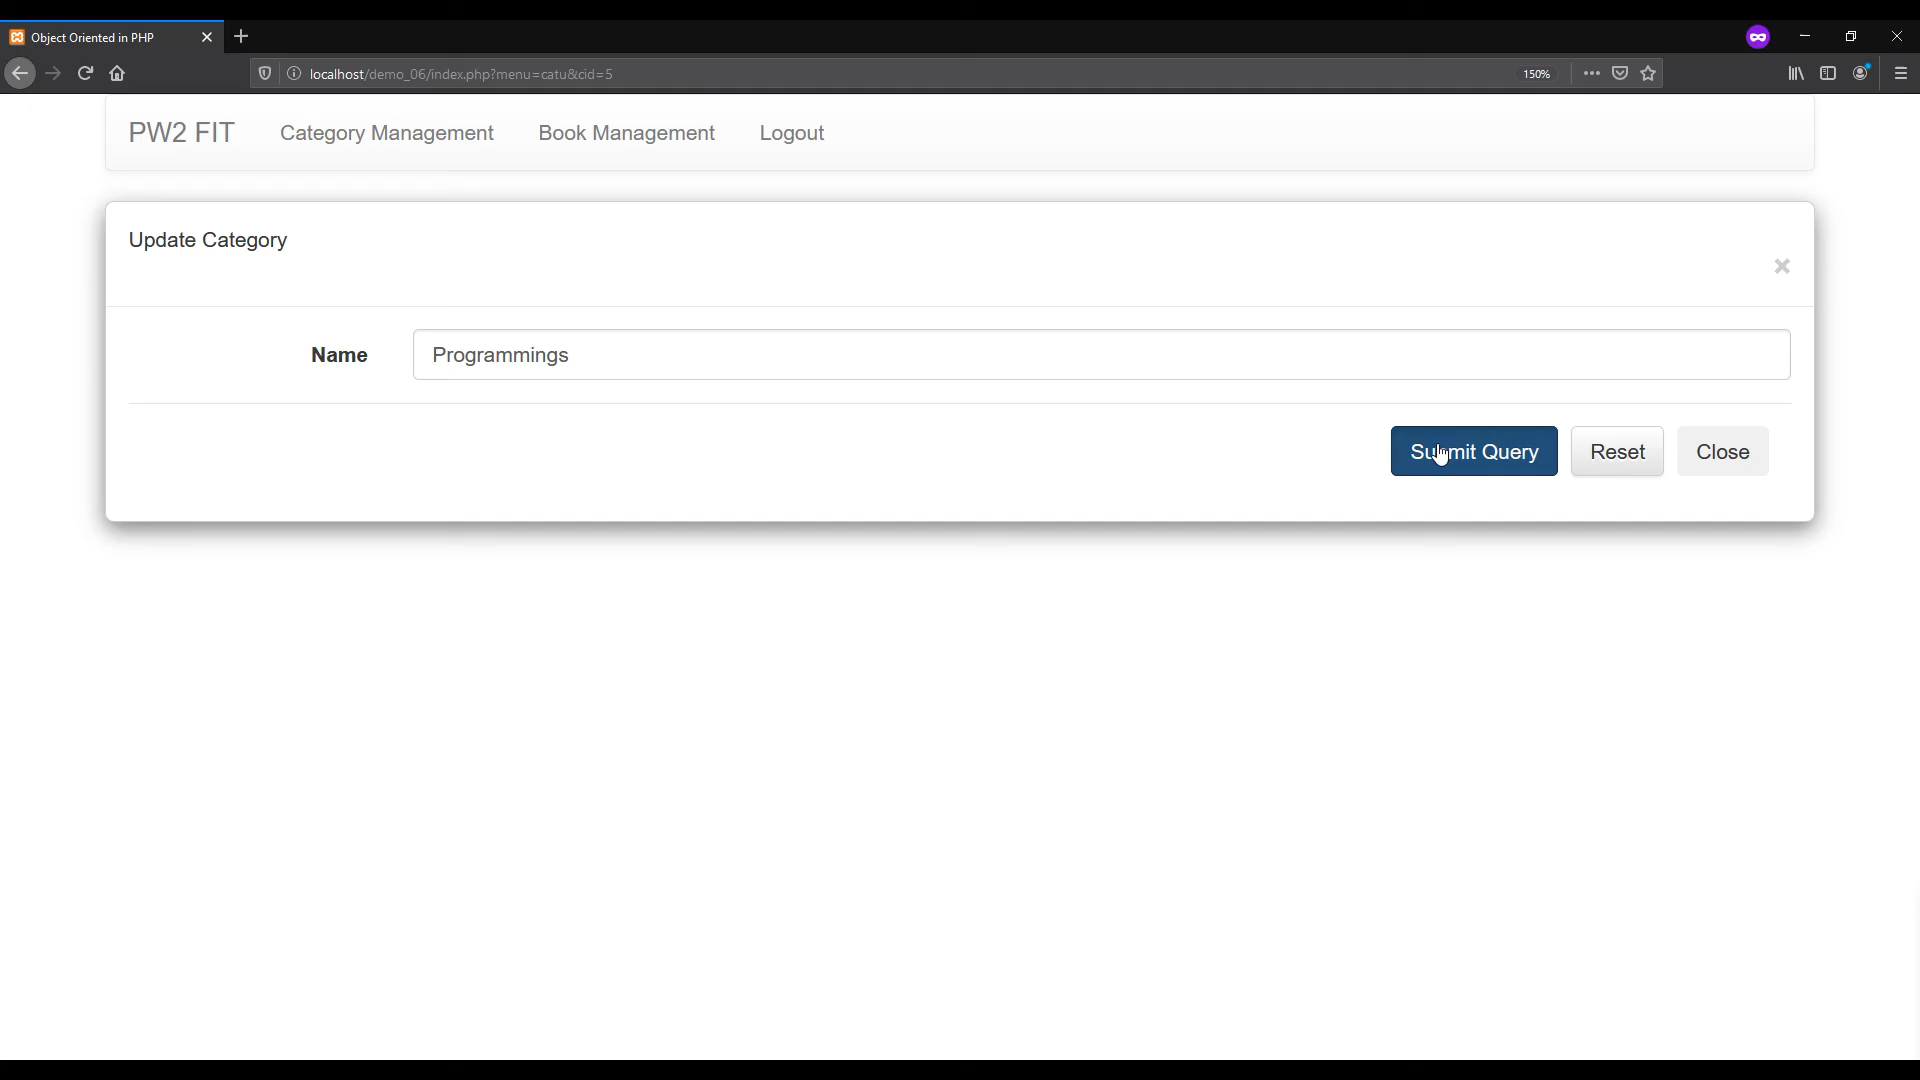 Object Oriented in PHP
localhost/demo_06/index.php?menu=catu&cid=5
150%
PW2 FIT Category Management Book Management Logout
Update Category
Name Programmings
Submit Query Reset Close